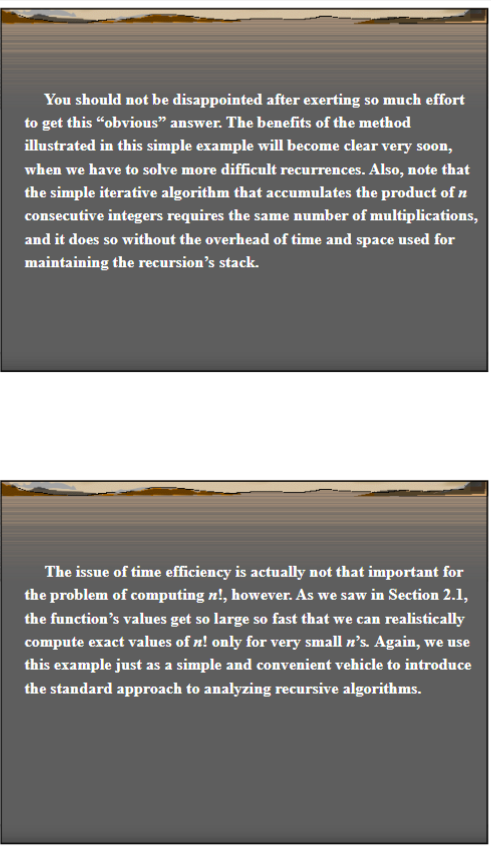 You should not be disappointed after exerting so much effort
to get this “obvious” answer. The benefits of the method
illustrated in this simple example will become clear very soon,
when we have to solve more difficult recurrences. Also, note that
the simple iterative algorithm that accumulates the product of n
consecutive integers requires the same number of multiplications,
and it does so without the overhead of time and space used for
maintaining the recursion’s stack.
The issue of time efficiency is actually not that important for
the problem of computing n!, however. As we saw in Section 2.1,
the function’s values get so large so fast that we can realistically
compute exact values of n! only for very small n’s. Again, we use
this example just as a simple and convenient vehicle to introduce
the standard approach to analyzing recursive algorithms.